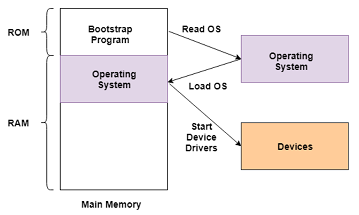 ROM
Bootstrap
Program
Read OS
Operating
System
Operating
System
Load OS
RAM
Start
Device
Drivers
Devices
Main Memory